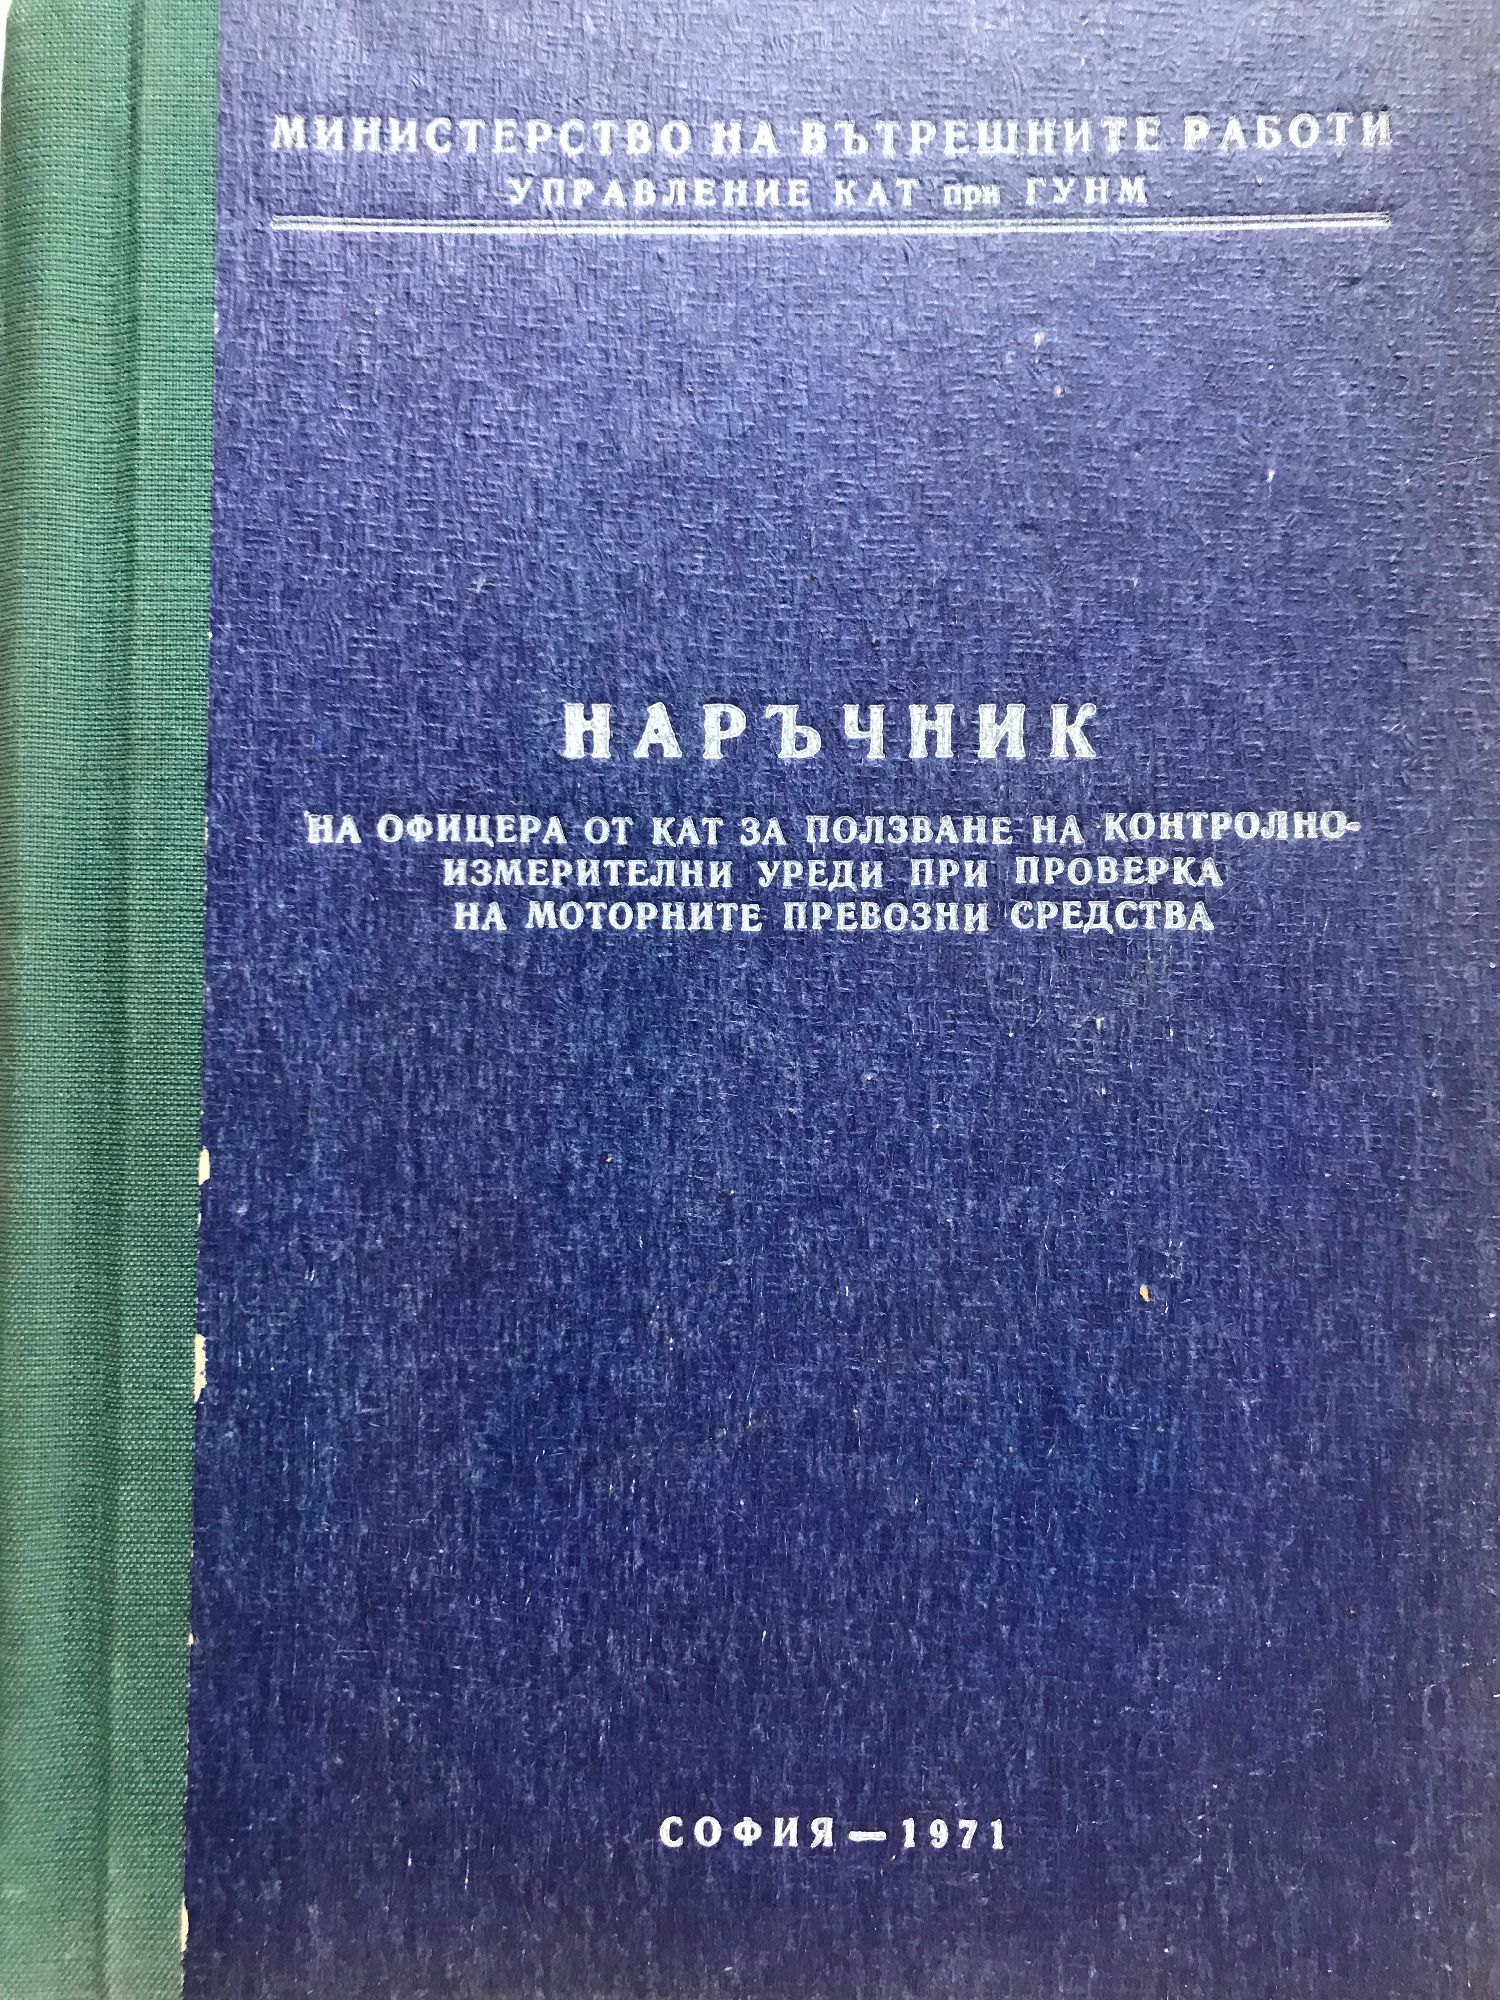 МИНИСТЕРСТВО НА ВЪТРЕШНИТЕ РАБОТИ
УПРАВЛЕНИЕ КАТ при ГУНМ
НАРЪЧНИК
НА ОФИЦЕРА ОТ КАТ ЗА ПОЛЗВАНЕ НА КОНТРОЛНО-
ИЗМЕРИТЕЛНИ УРЕДИ ПРИ ПРОВЕРКА
НА МОТОРНИТЕ ПРЕВОЗНИ СРЕДСТВА
СОФИЯ — 1971